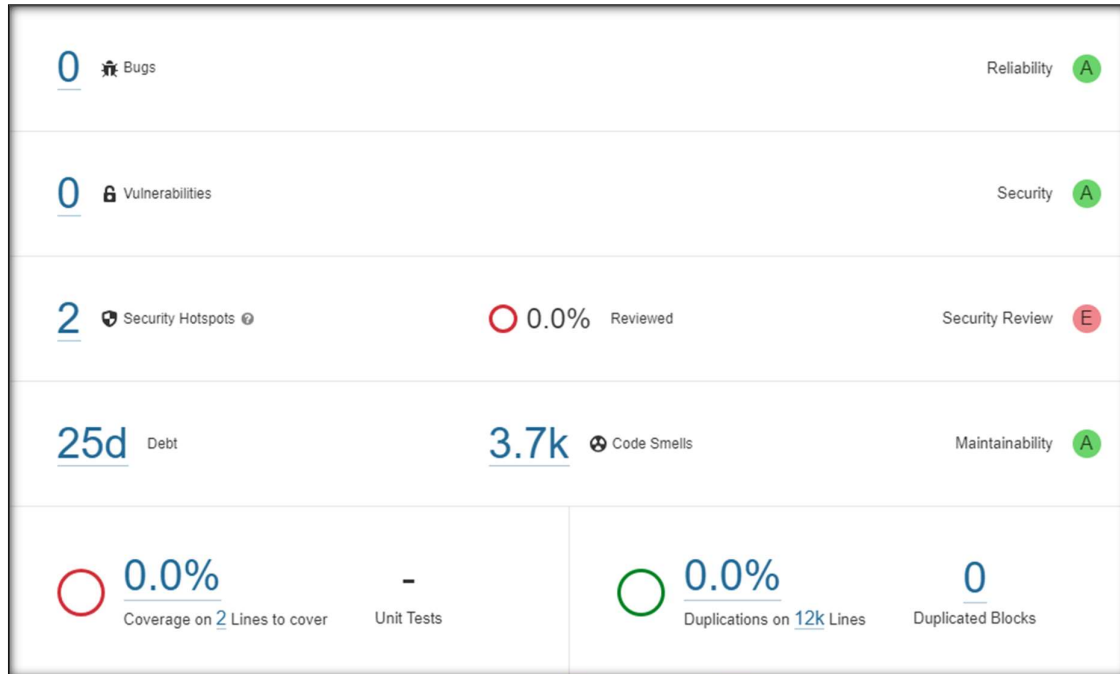 0 Bugs Reliability A
0 Vulnerabilities Security A
2 Security Hotspots ? 0.0% Reviewed Security Review E
25d Debt 3.7k Code Smells Maintainability A
0.0% - 0.0% 0
Coverage on 2 Lines to cover Unit Tests Duplications on 12k Lines Duplicated Blocks